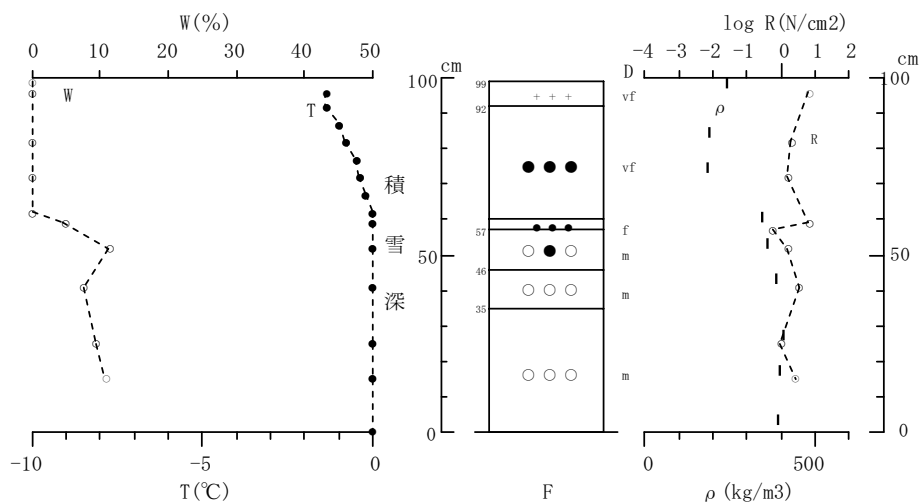 W(%)
log R(N/cm2)
0 10 20 30 40 50
-4 -3 -2 -1 0 1 2
cm
D
cm
100
99
100
W
+ + +
vf
T
92
ρ
R
積
vf
雪
57
f
50
m
50
46
深
m
35
m
0
0
-10 -5 0
0 500
T(℃)
F
ρ (kg/m3)